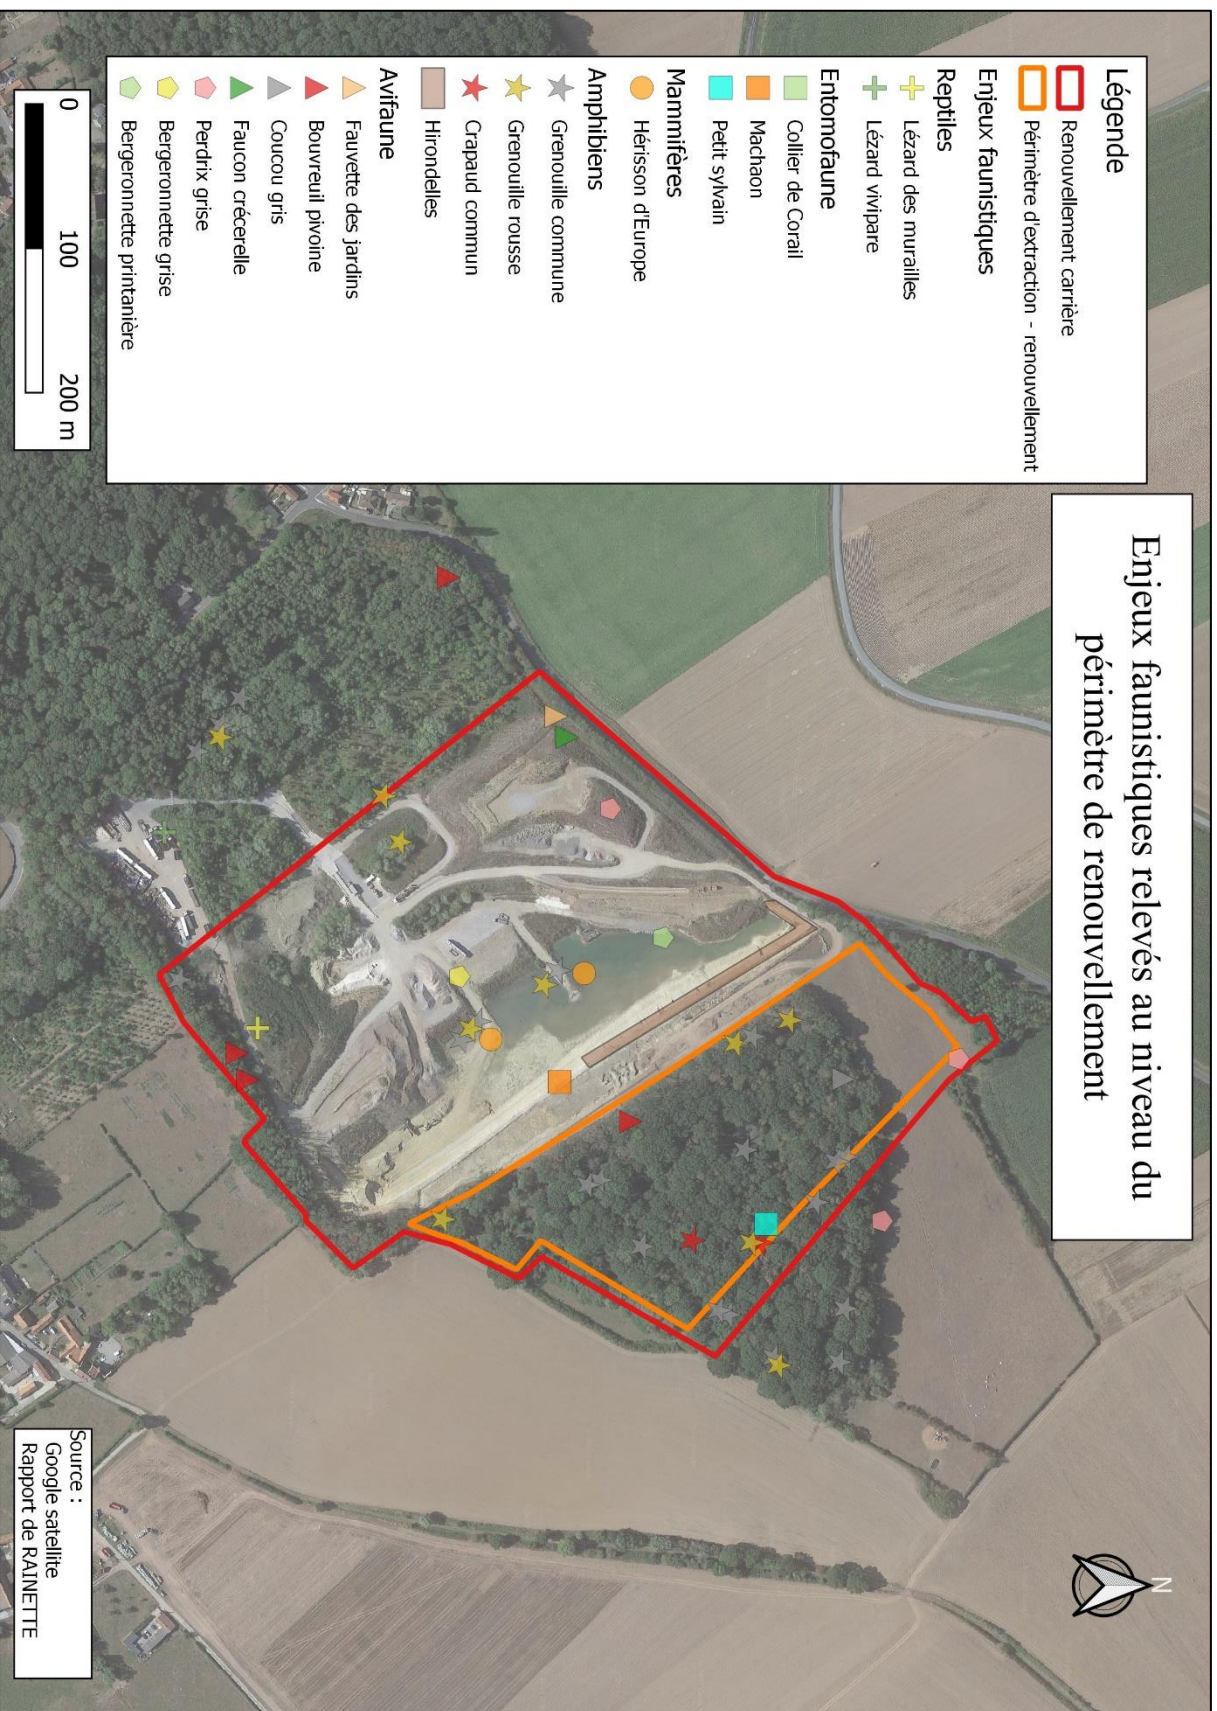 Enjeux faunistiques relevés au niveau du
périmètre de renouvellement
N
Légende
Renouvellement carrière
Périmètre d'extraction - renouvellement
Enjeux faunistiques
Reptiles
Lézard des murailles
Lézard vivipare
Entomofaune
Collier de Corail
Machaon
Petit sylvain
Mammifères
Hérisson d'Europe
Amphibiens
Grenouille commune
Grenouille rousse
Crapaud commun
Hirondelles
Avifaune
Fauvette des jardins
Bouvreuil pivoine
Coucou gris
Faucon crécerelle
Perdrix grise
Bergeronnette grise
Bergeronnette printanière
0 100 200 m
Source :
Google satellite
Rapport de RAINETTE